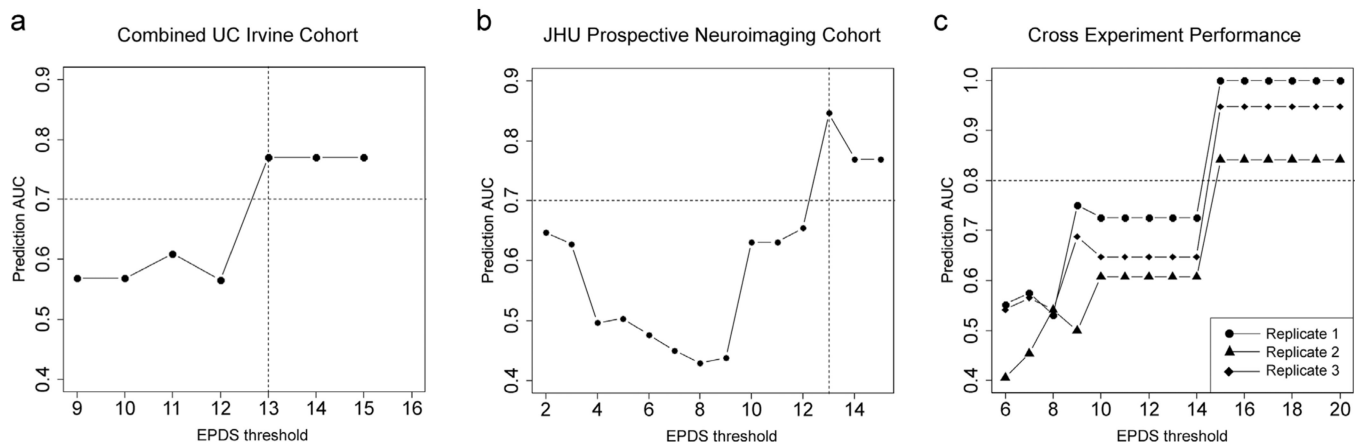 a
Combined UC Irvine Cohort
Prediction AUC
0.9
0.8
0.7
0.6
0.5
0.4
9 10 11 12 13 14 15 16
EPDS threshold
b
JHU Prospective Neuroimaging Cohort
Prediction AUC
0.9
0.8
0.7
0.6
0.5
0.4
2 4 6 8 10 12 14
EPDS threshold
c
Cross Experiment Performance
Prediction AUC
1.0
0.9
0.8
0.7
0.6
0.5
0.4
Replicate 1
Replicate 2
Replicate 3
6 8 10 12 14 16 18 20
EPDS threshold